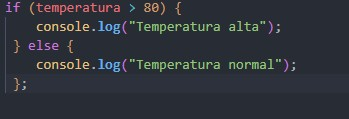 if (temperatura > 80) {
    console.log("Temperatura alta");
 } else {
    console.log("Temperatura normal");
 };